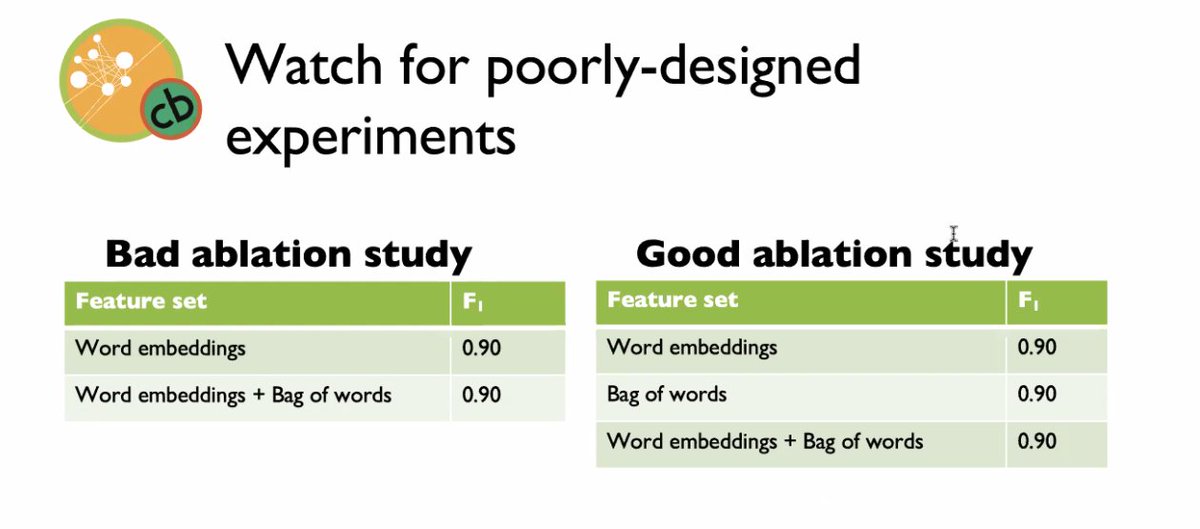 cb
Watch for poorly-designed
experiments
Bad ablation study
Feature set F₁
Word embeddings 0.90
Word embeddings + Bag of words 0.90
Good ablation study
Feature set F₁
Word embeddings 0.90
Bag of words 0.90
Word embeddings + Bag of words 0.90